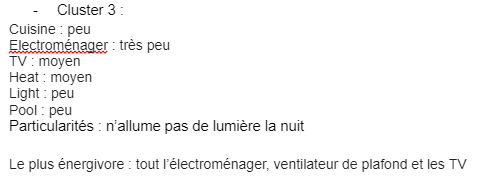 - Cluster 3 :
Cuisine : peu
Electroménager : très peu
TV : moyen
Heat : moyen
Light : peu
Pool : peu
Particularités : n’allume pas de lumière la nuit
Le plus énergivore : tout l’électroménager, ventilateur de plafond et les TV